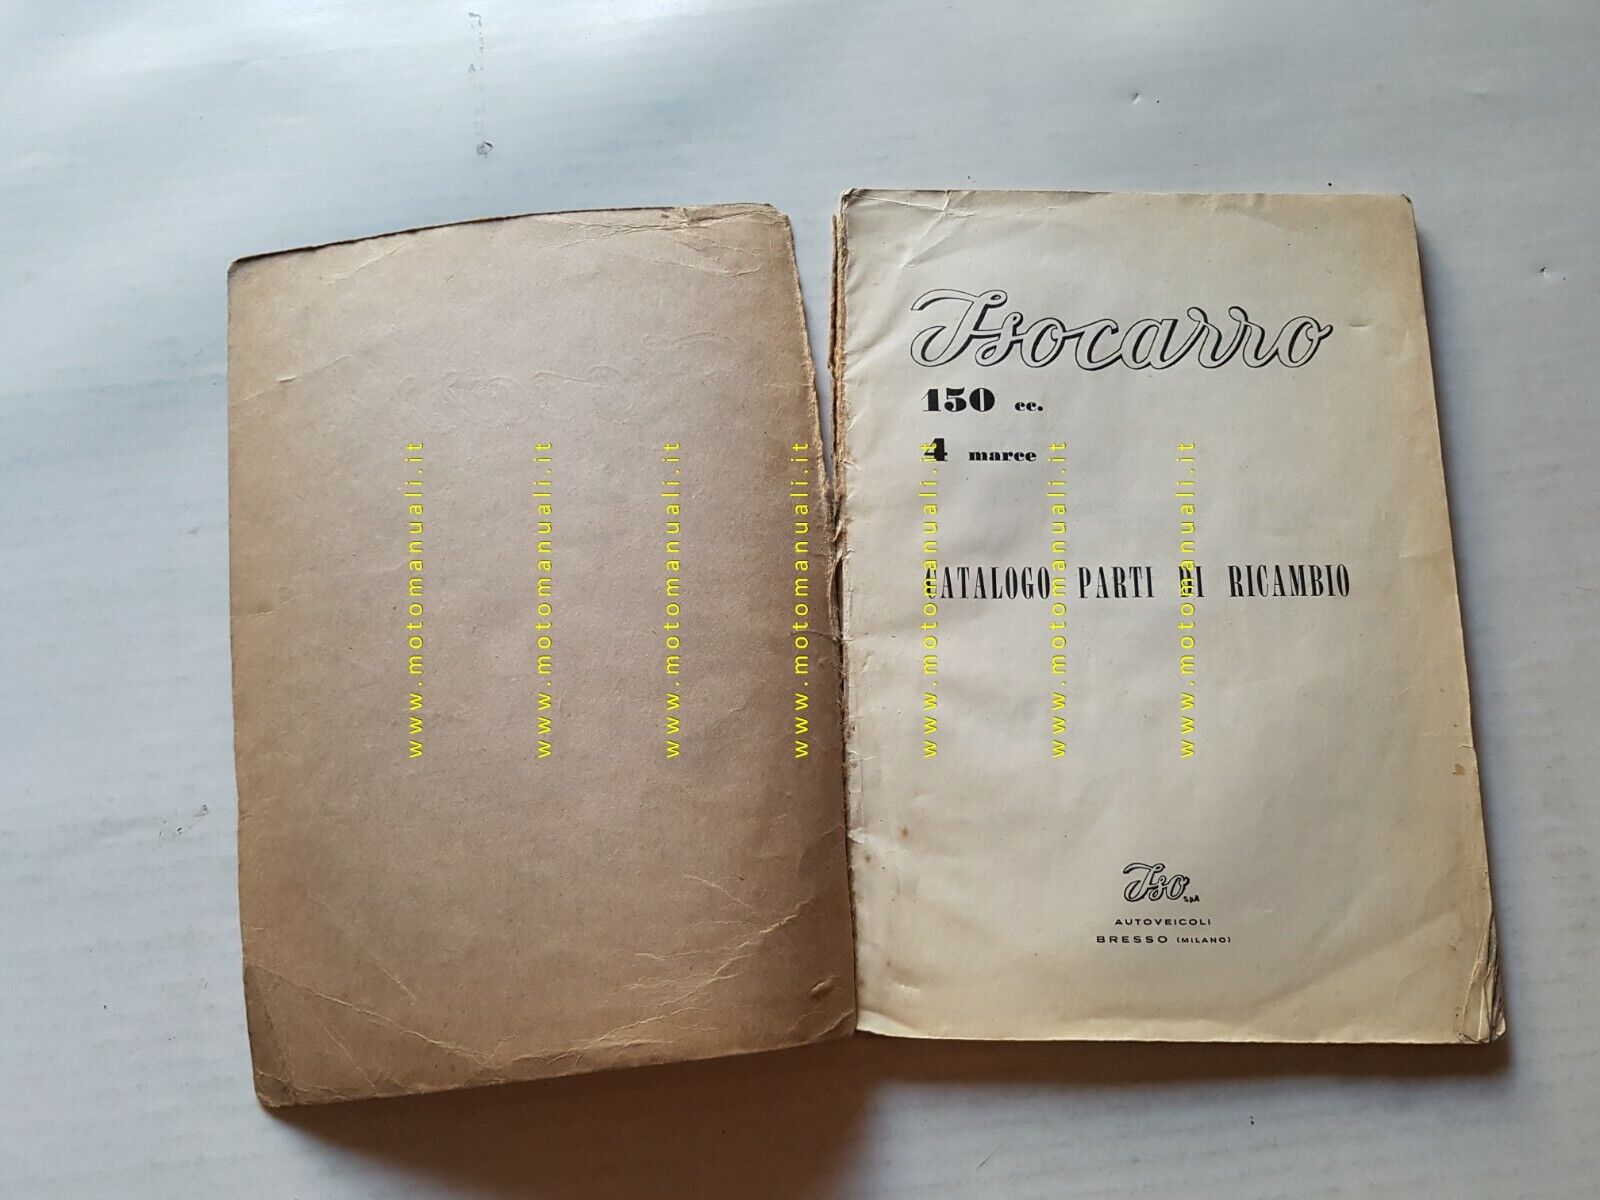 Isocarro
150 cc.
4 marce
CATALOGO PARTI DI RICAMBIO
Iso SpA
AUTOVEICOLI
BRESSO (MILANO)
www.motomanuali.it
www.motomanuali.it
www.motomanuali.it
www.motomanuali.it
www.motomanuali.it
www.motomanuali.it
www.motomanuali.it